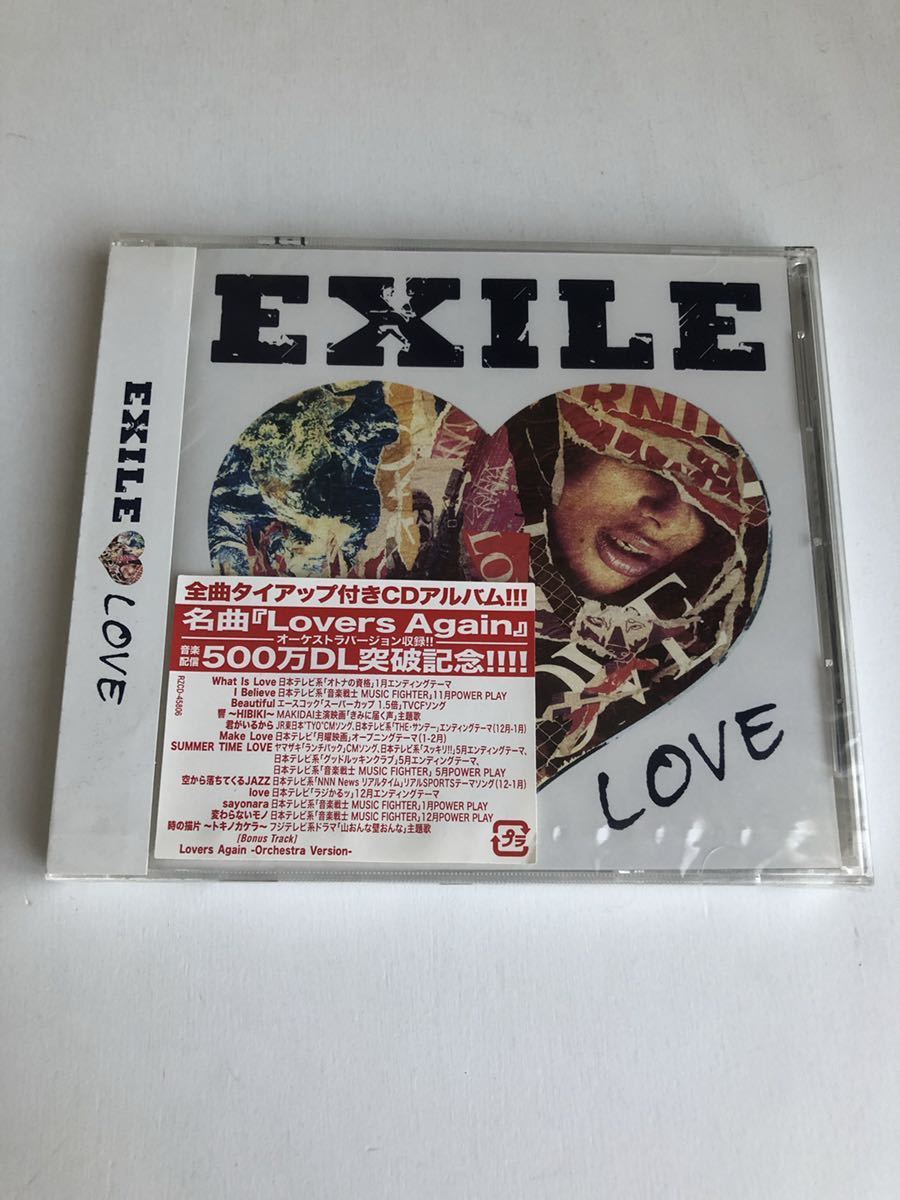 EXILE
EXILE
LOVE
RNI
LO
LOVE
全曲タイアップ付きCDアルバム!!!
名曲『Lovers Again』
オーケストラバージョン収録!!
音楽配信500万DL突破記念!!!!
RZCD-45806
What Is Love 日本テレビ系「オトナの資格」1月エンディングテーマ
I Believe 日本テレビ系「音楽戦士 MUSIC FIGHTER」11月POWER PLAY
Beautiful エースコック「スーパーカップ 1.5倍」TVCFソング
響 ～HIBIKI～ MAKIDAI主演映画「きみに届く声」主題歌
君がいるから JR東日本"TYO"CMソング、日本テレビ系「THE・サンデー」エンディングテーマ(12月-1月)
Make Love 日本テレビ「月曜映画」オープニングテーマ(1-2月)
SUMMER TIME LOVE ヤマザキ「ランチパック」CMソング、日本テレビ系「スッキリ!!」5月エンディングテーマ、
日本テレビ系「グッドルッキンクラブ」5月エンディングテーマ、
日本テレビ系「音楽戦士 MUSIC FIGHTER」5月POWER PLAY
空から落ちてくるJAZZ 日本テレビ系「NNN News リアルタイム」リアルSPORTSテーマソング(12-1月)
love 日本テレビ「ラジかるッ」12月エンディングテーマ
sayonara 日本テレビ系「音楽戦士 MUSIC FIGHTER」1月POWER PLAY
変わらないモノ 日本テレビ系「音楽戦士 MUSIC FIGHTER」12月POWER PLAY
時の描片 ～トキノカケラ～ フジテレビ系ドラマ「山おんな壁おんな」主題歌
[Bonus Track]
Lovers Again -Orchestra Version-
プラ